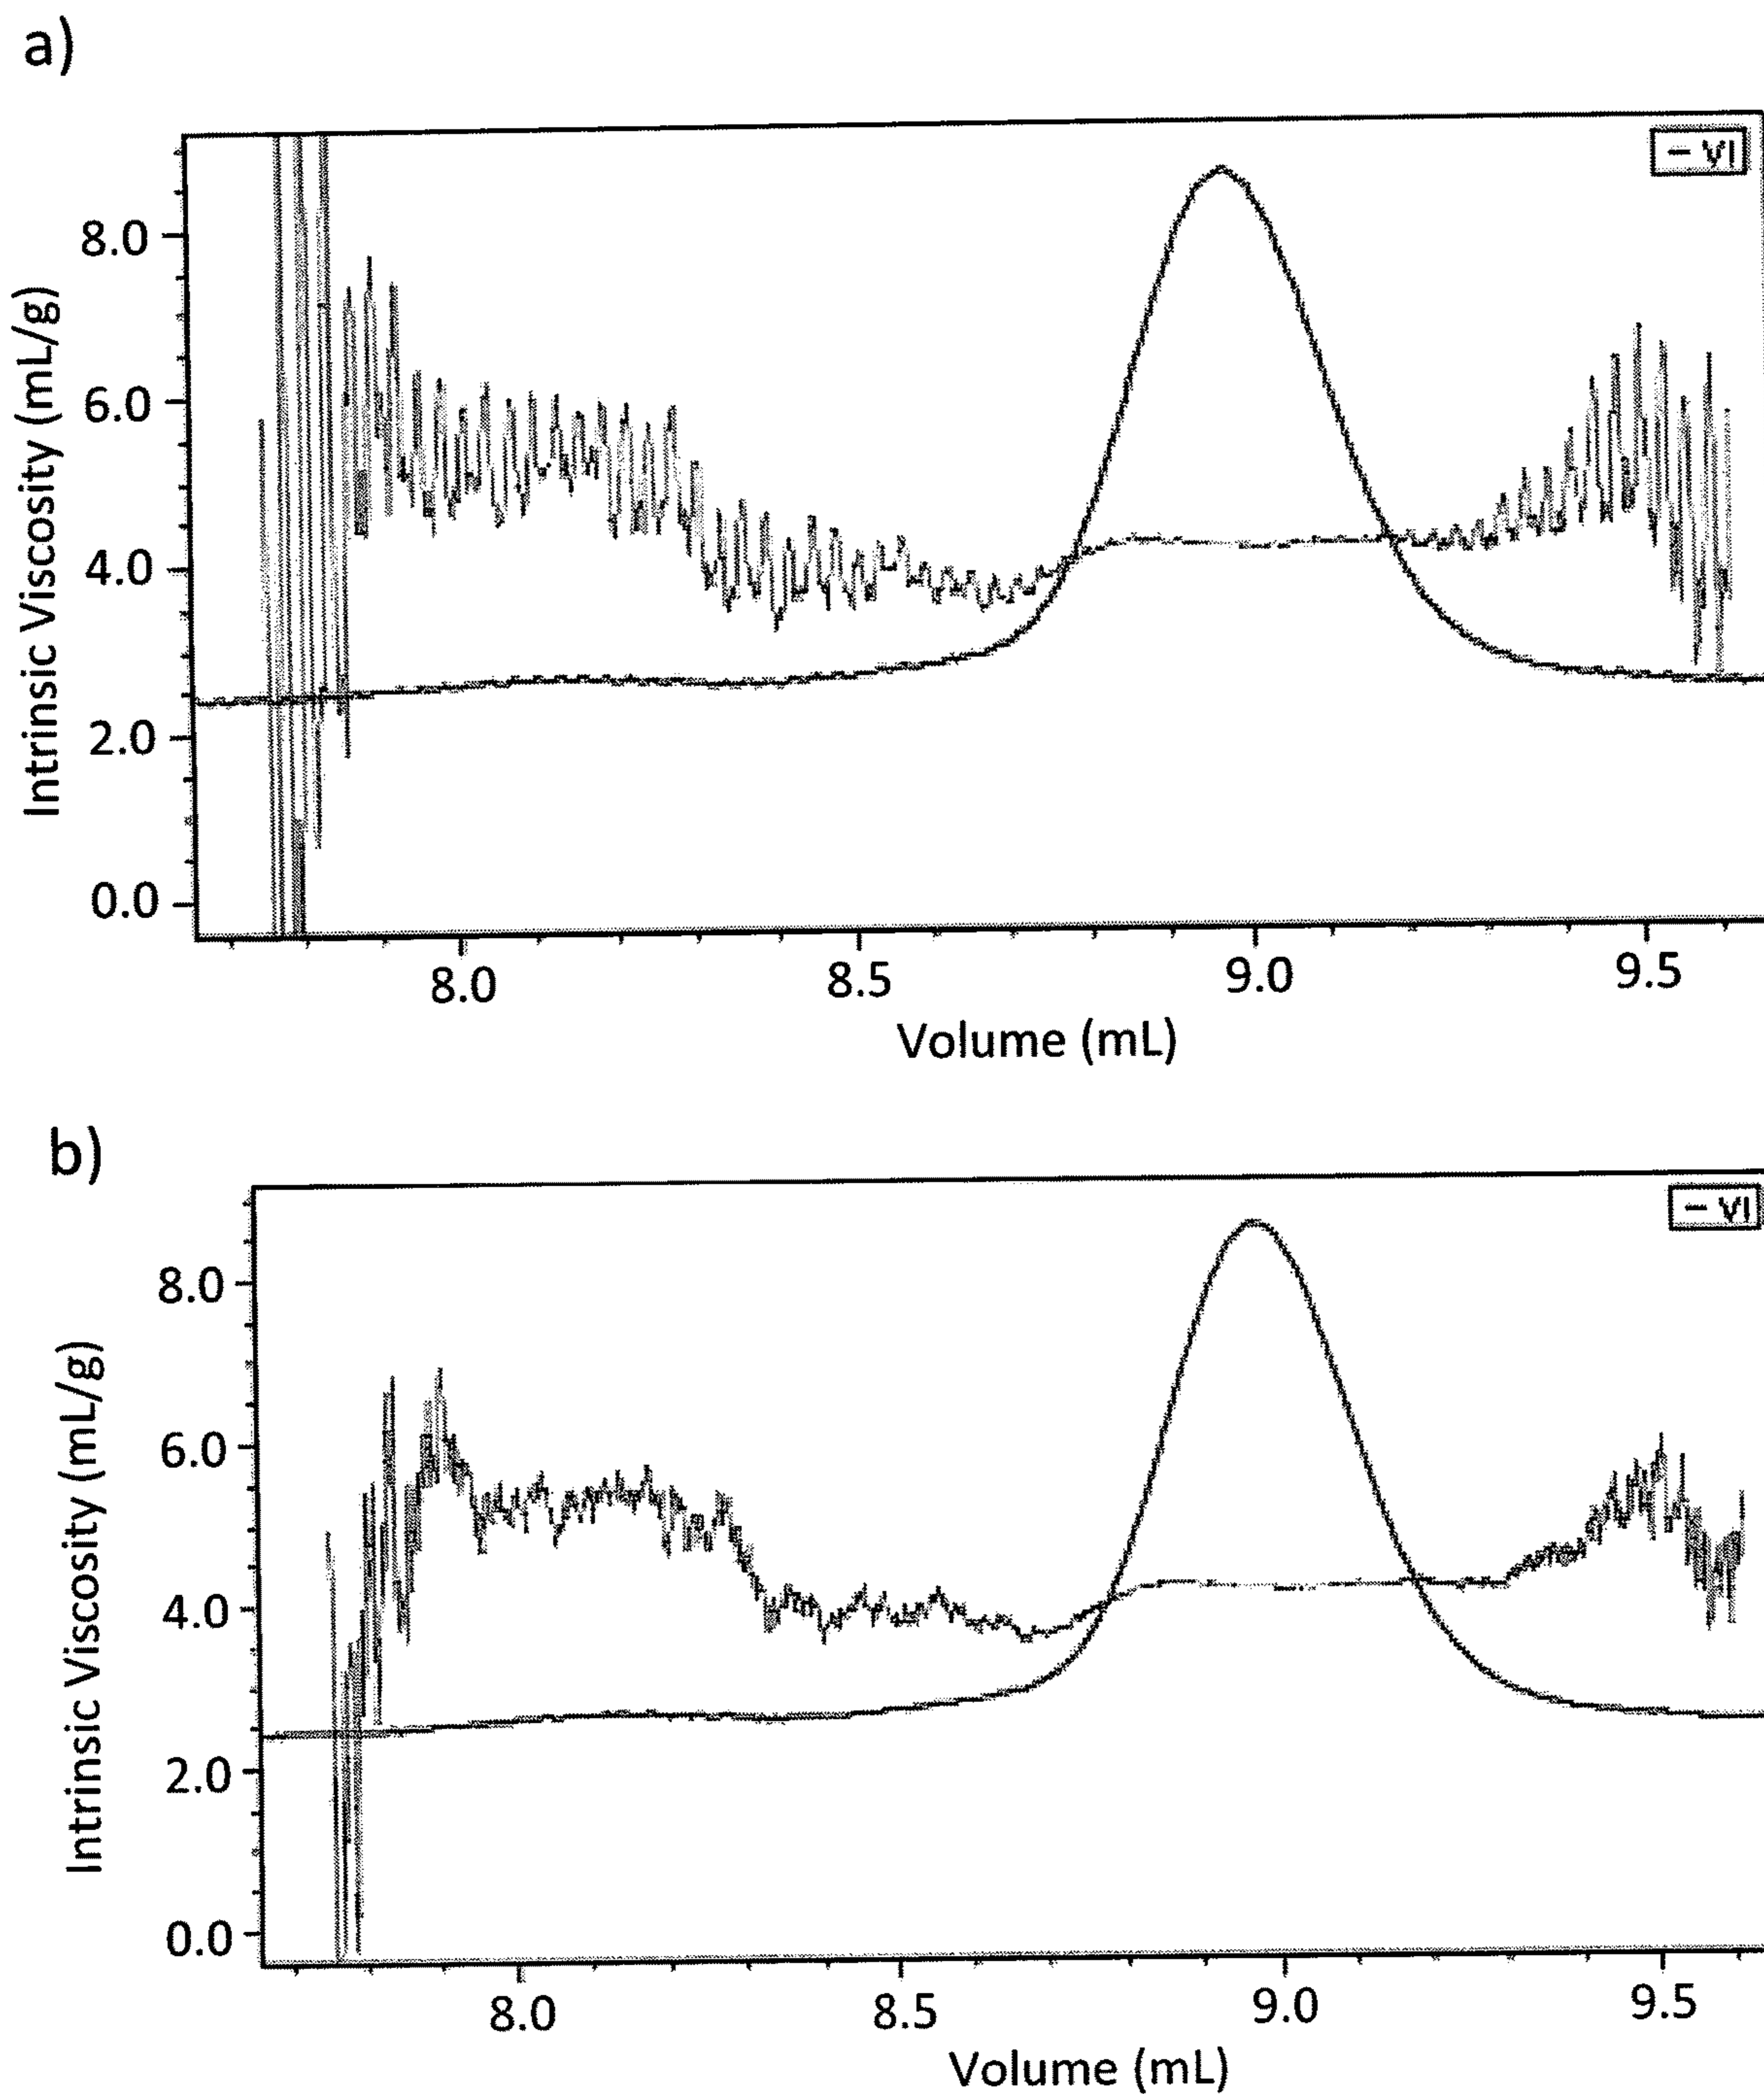 a)
– VI
8.0
6.0
4.0
2.0
0.0
Intrinsic Viscosity (mL/g)
8.0 8.5 9.0 9.5
Volume (mL)
b)
– VI
8.0
6.0
4.0
2.0
0.0
Intrinsic Viscosity (mL/g)
8.0 8.5 9.0 9.5
Volume (mL)